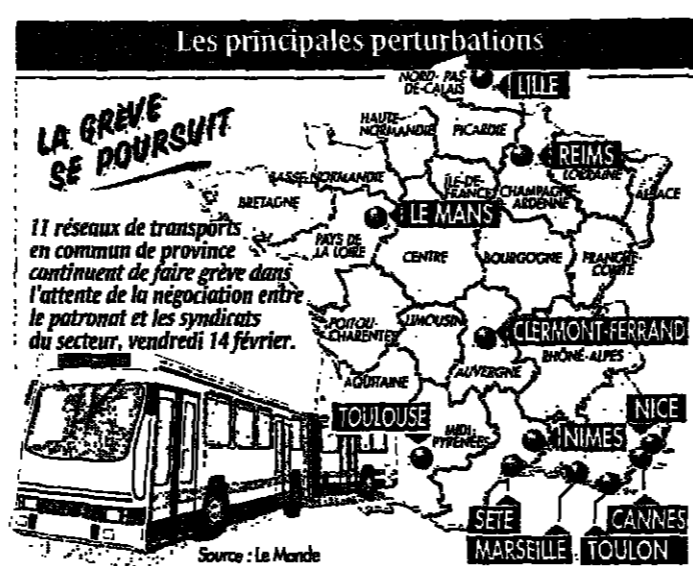 Les principales perturbations
LA GRÈVE
SE POURSUIT
11 réseaux de transports
en commun de province
continuent de faire grève dans
l'attente de la négociation entre
le patronat et les syndicats
du secteur, vendredi 14 février.
NORD-PAS
DE-CALAIS
LILLE
HAUTE-
NORMANDIE
PICARDIE
REIMS
LORRAINE
BASSE-NORMANDIE
ÎLE-DE-
FRANCE
CHAMPAGNE-
ARDENNE
ALSACE
BRETAGNE
LE MANS
PAYS DE
LA LOIRE
CENTRE
BOURGOGNE
FRANCHE-
COMTÉ
POITOU-
CHARENTES
LIMOUSIN
CLERMONT-FERRAND
RHÔNE-ALPES
AUVERGNE
AQUITAINE
TOULOUSE
MIDI-
PYRÉNÉES
NIMES
NICE
SETE
CANNES
MARSEILLE
TOULON
Source : Le Monde